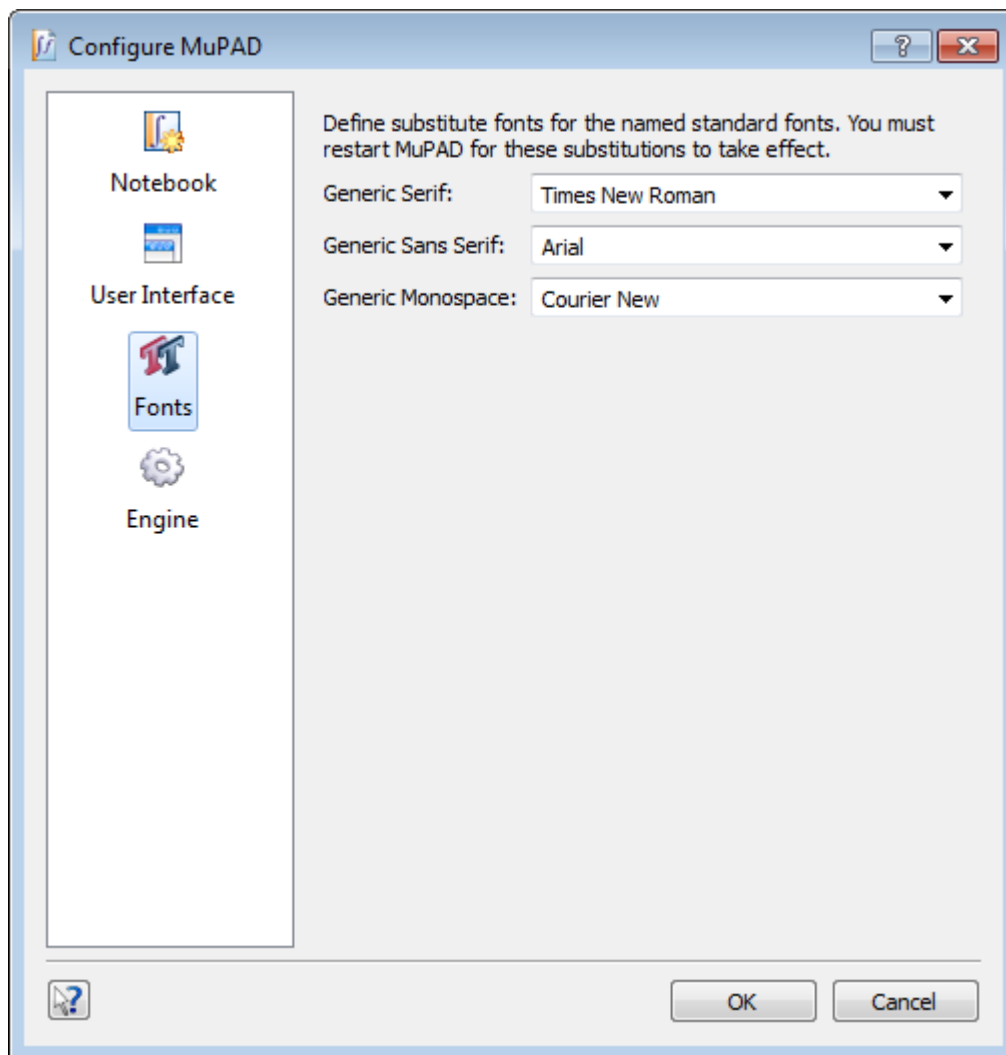 Configure MuPAD
Notebook
User Interface
Fonts
Engine
Define substitute fonts for the named standard fonts. You must
restart MuPAD for these substitutions to take effect.
Generic Serif: Times New Roman
Generic Sans Serif: Arial
Generic Monospace: Courier New
OK Cancel